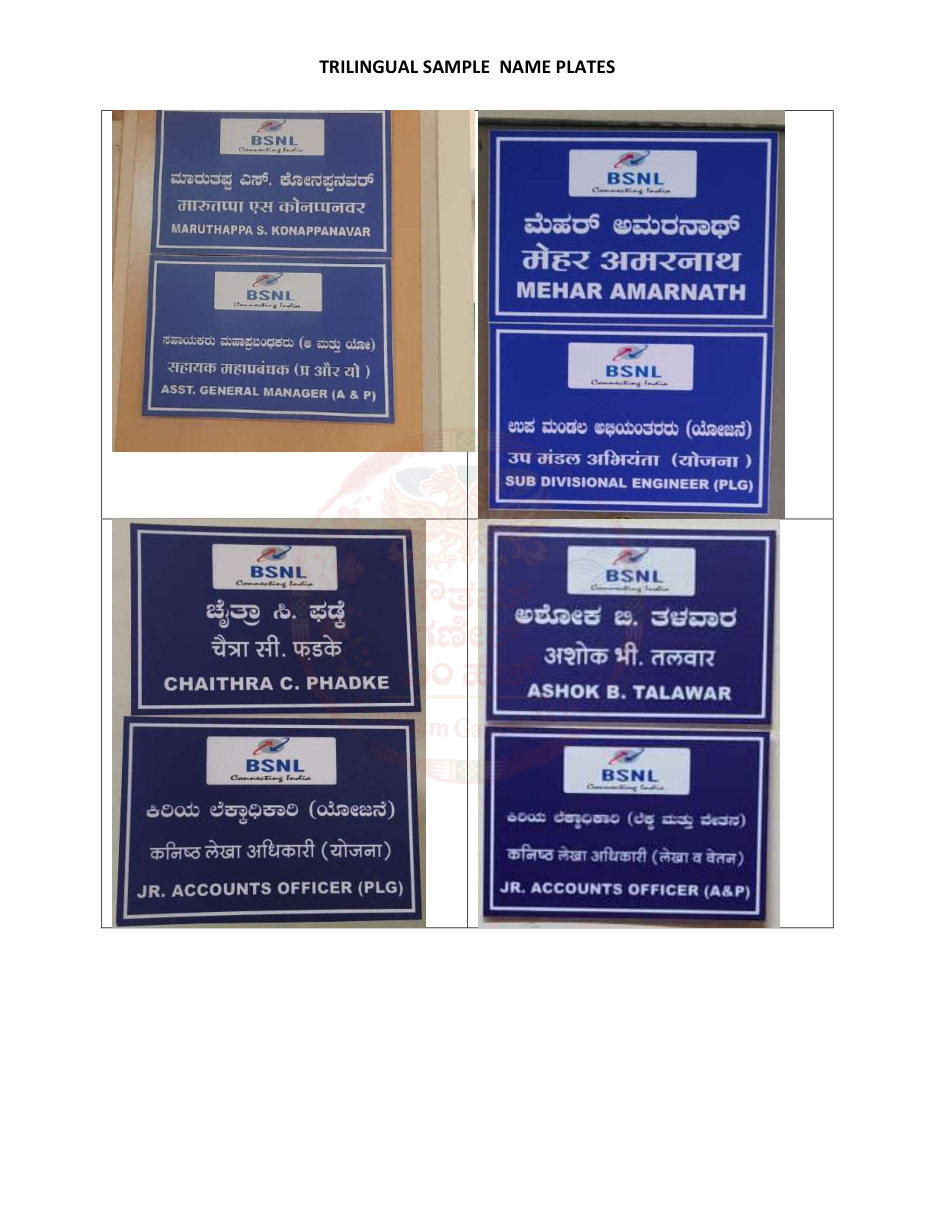 TRILINGUAL SAMPLE NAME PLATES
BSNL
Connecting India
ಮಾರುತಪ್ಪ ಎಸ್. ಕೋನಪ್ಪನವರ್
मारुतप्पा एस कोनप्पनवर
MARUTHAPPA S. KONAPPANAVAR
BSNL
Connecting India
ಸಹಾಯಕರು ಮಹಾಪ್ರಬಂಧಕರು (ಆ ಮತ್ತು ಯೋ)
सहायक महाप्रबंधक (प्र और यो )
ASST. GENERAL MANAGER (A & P)
BSNL
Connecting India
ಮೆಹರ್ ಅಮರನಾಥ್
मेहर अमरनाथ
MEHAR AMARNATH
BSNL
Connecting India
ಉಪ ಮಂಡಲ ಅಭಿಯಂತರರು (ಯೋಜನೆ)
उप मंडल अभियंता (योजना )
SUB DIVISIONAL ENGINEER (PLG)
BSNL
Connecting India
ಚೈತ್ರಾ ಸಿ. ಫಡ್ಕೆ
चैत्रा सी. फडके
CHAITHRA C. PHADKE
BSNL
Connecting India
ಕಿರಿಯ ಲೆಕ್ಕಾಧಿಕಾರಿ (ಯೋಜನೆ)
कनिष्ठ लेखा अधिकारी (योजना)
JR. ACCOUNTS OFFICER (PLG)
BSNL
Connecting India
ಅಶೋಕ ಬಿ. ತಳವಾರ
अशोक भी. तलवार
ASHOK B. TALAWAR
BSNL
Connecting India
ಕಿರಿಯ ಲೆಕ್ಕಾಧಿಕಾರಿ (ಲೆಕ್ಕ ಮತ್ತು ವೇತನ)
कनिष्ठ लेखा अधिकारी (लेखा व वेतन)
JR. ACCOUNTS OFFICER (A&P)